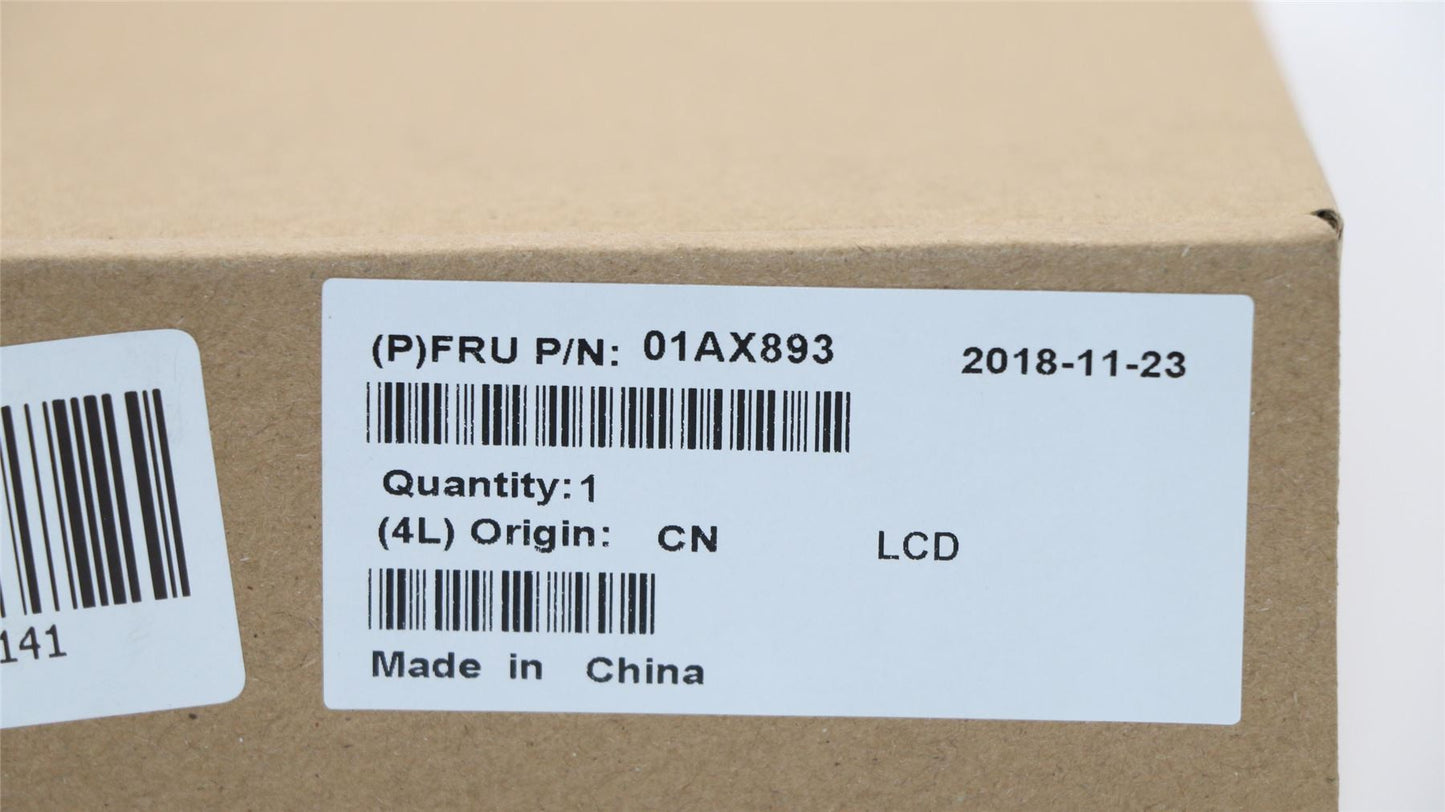 (P)FRU P/N: 01AX893 2018-11-23
Quantity: 1
(4L) Origin: CN LCD
Made in China
141